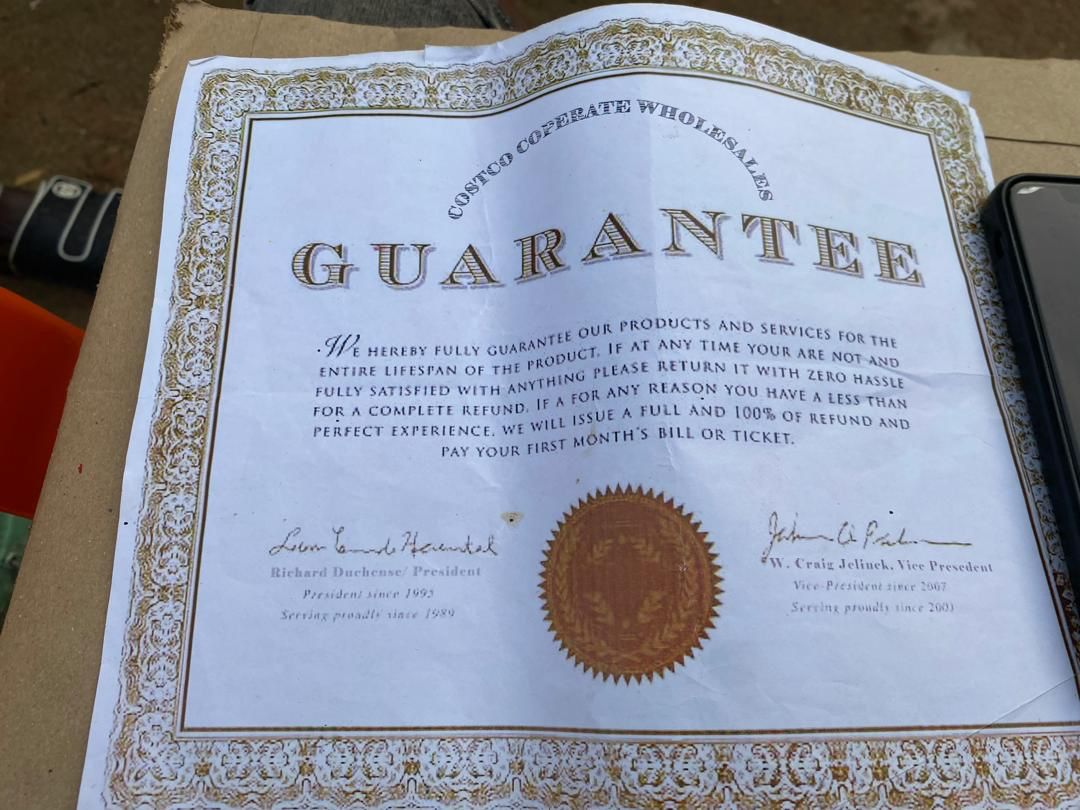 COSTCO COPERATE WHOLESALES
GUARANTEE
WE HEREBY FULLY GUARANTEE OUR PRODUCTS AND SERVICES FOR THE
ENTIRE LIFESPAN OF THE PRODUCT. IF AT ANY TIME YOUR ARE NOT AND
FULLY SATISFIED WITH ANYTHING PLEASE RETURN IT WITH ZERO HASSLE
FOR A COMPLETE REFUND. IF A FOR ANY REASON YOU HAVE A LESS THAN
PERFECT EXPERIENCE. WE WILL ISSUE A FULL AND 100% OF REFUND AND
PAY YOUR FIRST MONTH'S BILL OR TICKET.
Richard Duchense/ President
President since 1995
Serving proudly since 1989
W. Craig Jelinek, Vice Presedent
Vice-President since 2007
Serving proudly since 2001